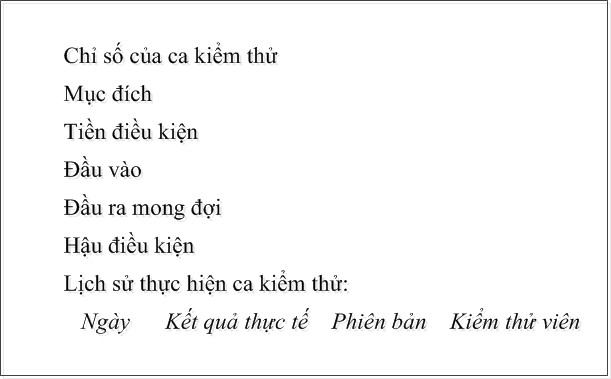 Chỉ số của ca kiểm thử
Mục đích
Tiền điều kiện
Đầu vào
Đầu ra mong đợi
Hậu điều kiện
Lịch sử thực hiện ca kiểm thử:
Ngày Kết quả thực tế Phiên bản Kiểm thử viên